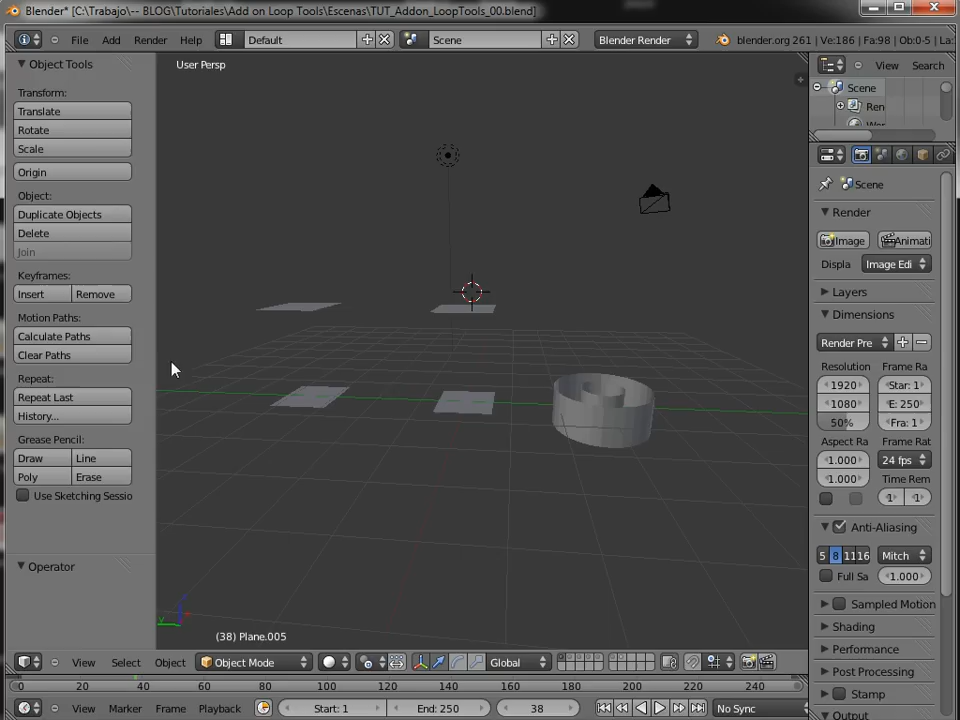 Blender* [C:\Trabajo\-- BLOG\Tutoriales\Add on Loop Tools\Escenas\TUT_Addon_LoopTools_00.blend]
File Add Render Help Default Scene Blender Render blender.org 261 | Ve:186 | Fa:98 | Ob:0-5 | La:
Object Tools
User Persp
View Search
Transform:
Scene
Translate
Ren
Rotate
Scale
Origin
Scene
Object:
Render
Duplicate Objects
Delete
Image Animati
Join
Displa Image Edi
Keyframes:
Insert Remove
Layers
Motion Paths:
Dimensions
Calculate Paths
Render Pre
Clear Paths
Resolution Frame Ra
Repeat:
1920 Star: 1
Repeat Last
1080 E: 250
History...
50% Fra: 1
Grease Pencil:
Aspect Ra Frame Rat
Draw Line
1.000 24 fps
Poly Erase
1.000 Time Rem
Use Sketching Sessio
1 1
Anti-Aliasing
5 8 11 16 Mitch
Operator
Full Sa 1.000
Sampled Motion
y
Shading
(38) Plane.005
Performance
View Select Object Object Mode Global
Post Processing
0 20 40 60 80 100 120 140 160 180 200 220 240
Stamp
View Marker Frame Playback Start: 1 End: 250 38 No Sync
Output